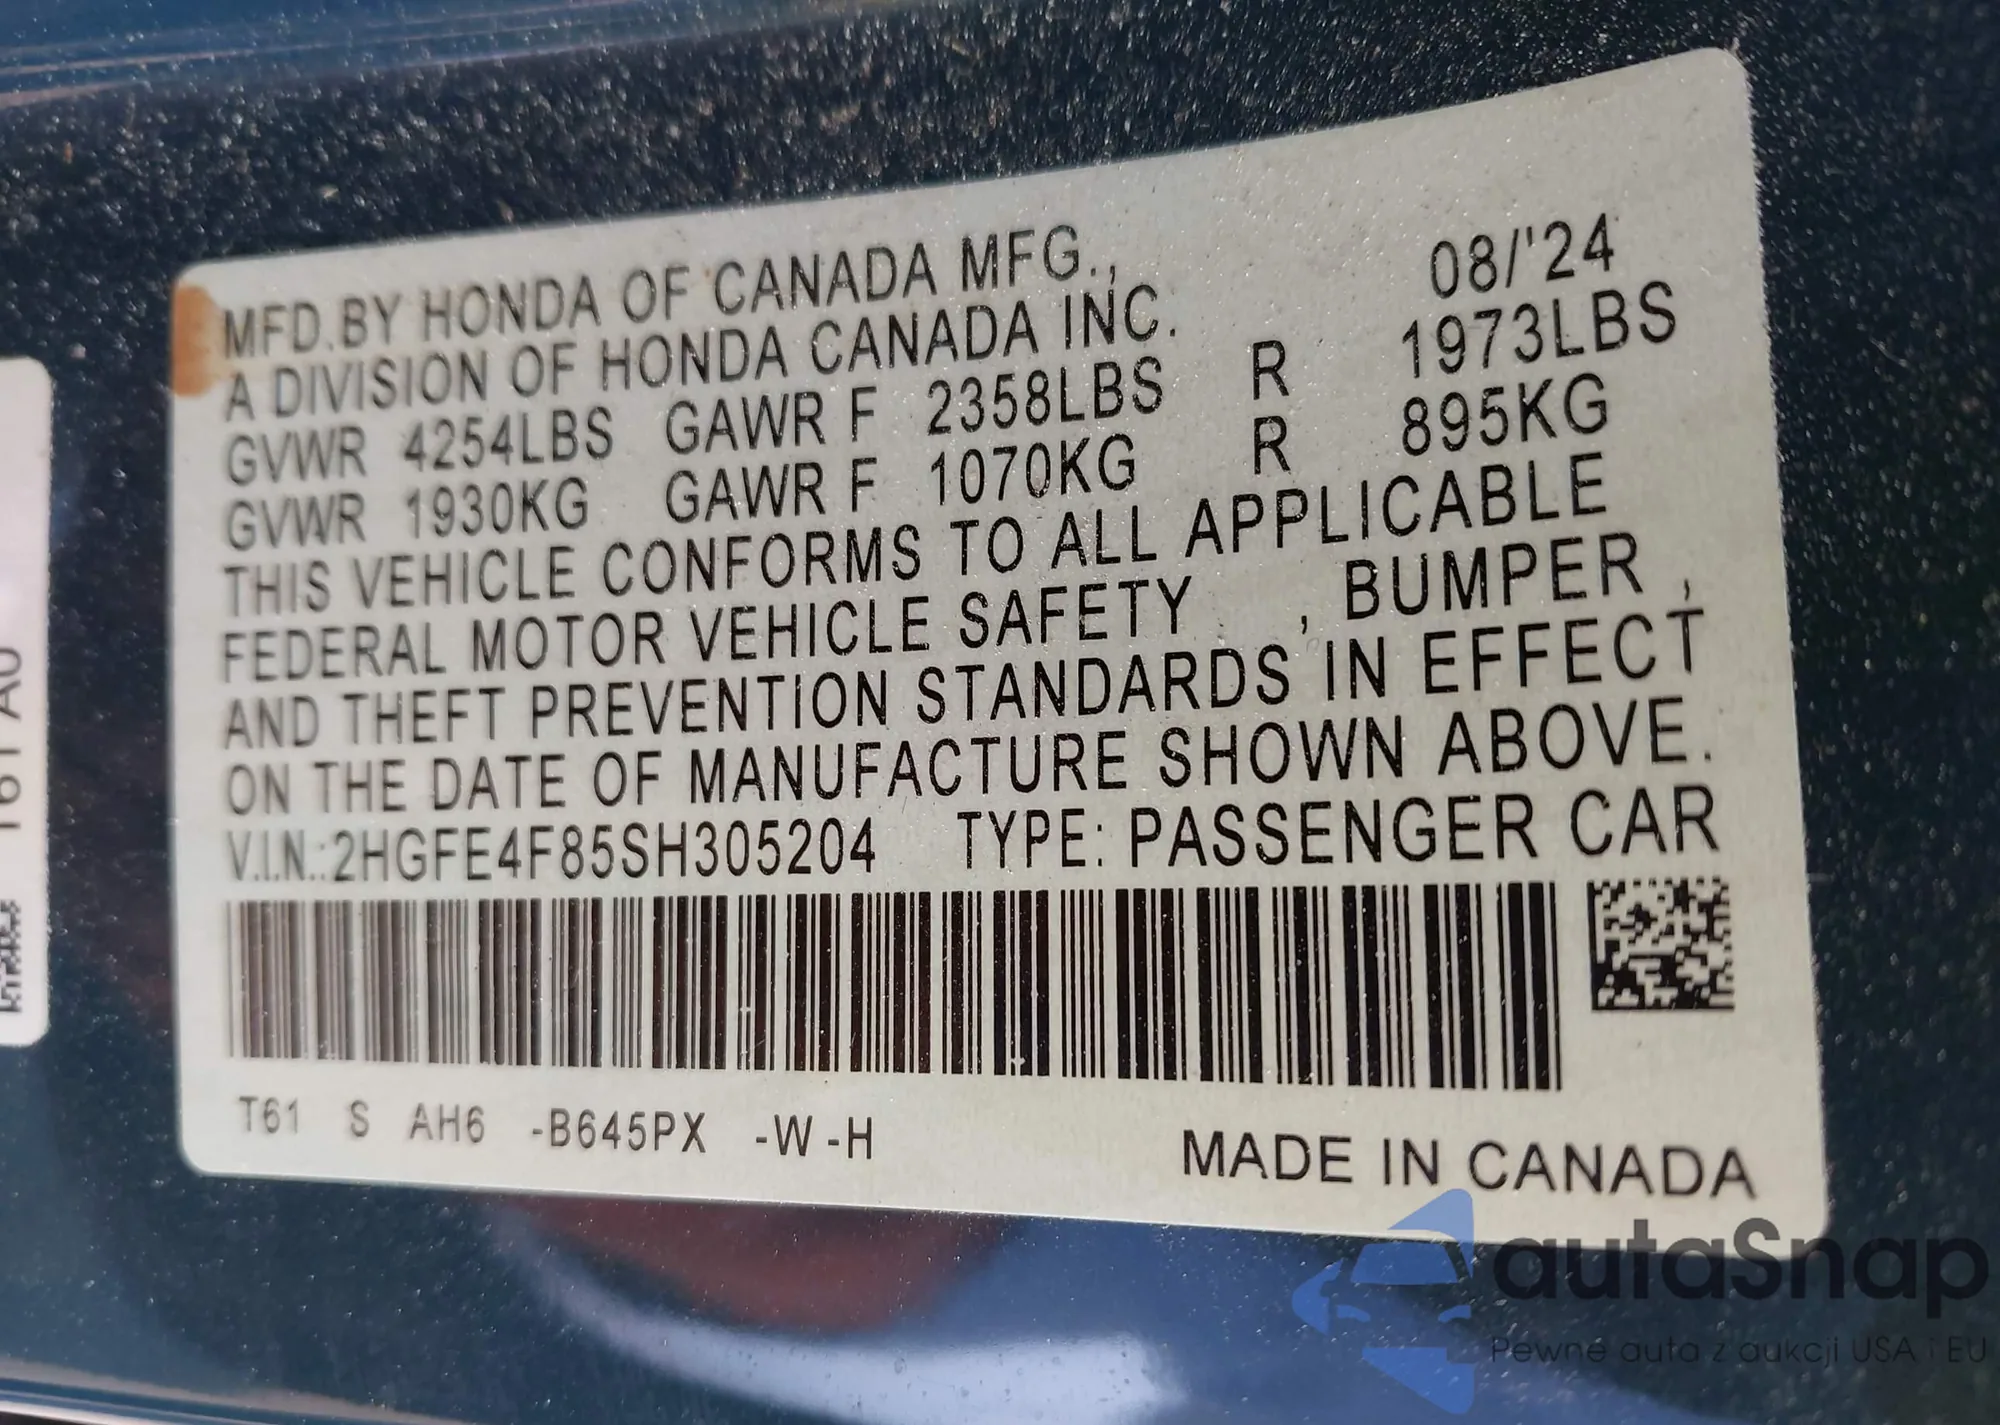 MFD.BY HONDA OF CANADA MFG., 08/'24
A DIVISION OF HONDA CANADA INC.
GVWR 4254LBS GAWR F 2358LBS R 1973LBS
GVWR 1930KG GAWR F 1070KG R 895KG
THIS VEHICLE CONFORMS TO ALL APPLICABLE
FEDERAL MOTOR VEHICLE SAFETY , BUMPER ,
AND THEFT PREVENTION STANDARDS IN EFFECT
ON THE DATE OF MANUFACTURE SHOWN ABOVE.
V.I.N.:2HGFE4F85SH305204 TYPE: PASSENGER CAR
T61 S AH6 -B645PX -W -H
MADE IN CANADA
autaSnap
Pewne auta z aukcji USA i EU